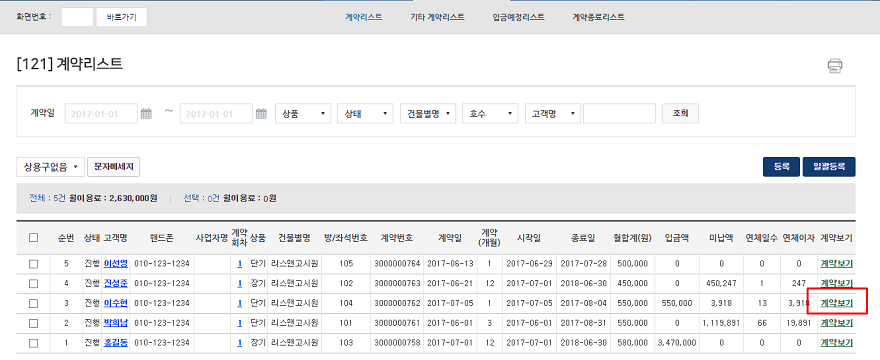 화면번호 : 바로가기 계약리스트 기타 계약리스트 입금예정리스트 계약종료리스트
[121] 계약리스트
계약일 2017-01-01 ~ 2017-01-01 상품 상태 건물별명 호수 고객명 조회
상용구없음 문자메세지 등록 일괄등록
전체 : 5건 월이용료 : 2,630,000원 | 선택 : 0건 월이용료 : 0원
순번 상태 고객명 핸드폰 사업자명 계약회차 상품 건물별명 방/좌석번호 계약번호 계약일 계약(개월) 시작일 종료일 월합계(원) 입금액 미납액 연체일수 연체이자 계약보기
5 진행 이선영 010-123-1234 1 단기 리스맨고시원 105 3000000764 2017-06-13 1 2017-06-29 2017-07-28 500,000 0 0 0 0 계약보기
4 진행 진성준 010-123-1234 1 장기 리스맨고시원 102 3000000763 2017-06-21 12 2017-07-01 2018-06-30 450,000 0 450,247 1 247 계약보기
3 진행 이수현 010-123-1234 1 단기 리스맨고시원 104 3000000762 2017-07-05 1 2017-07-05 2017-08-04 550,000 550,000 3,918 13 3,918 계약보기
2 진행 박희남 010-123-1234 1 단기 리스맨고시원 101 3000000761 2017-06-01 3 2017-06-01 2017-08-31 550,000 0 1,119,891 66 19,891 계약보기
1 진행 홍길동 010-123-1234 1 장기 리스맨고시원 103 3000000758 2017-07-01 12 2017-07-01 2018-06-30 580,000 3,470,000 0 0 0 계약보기